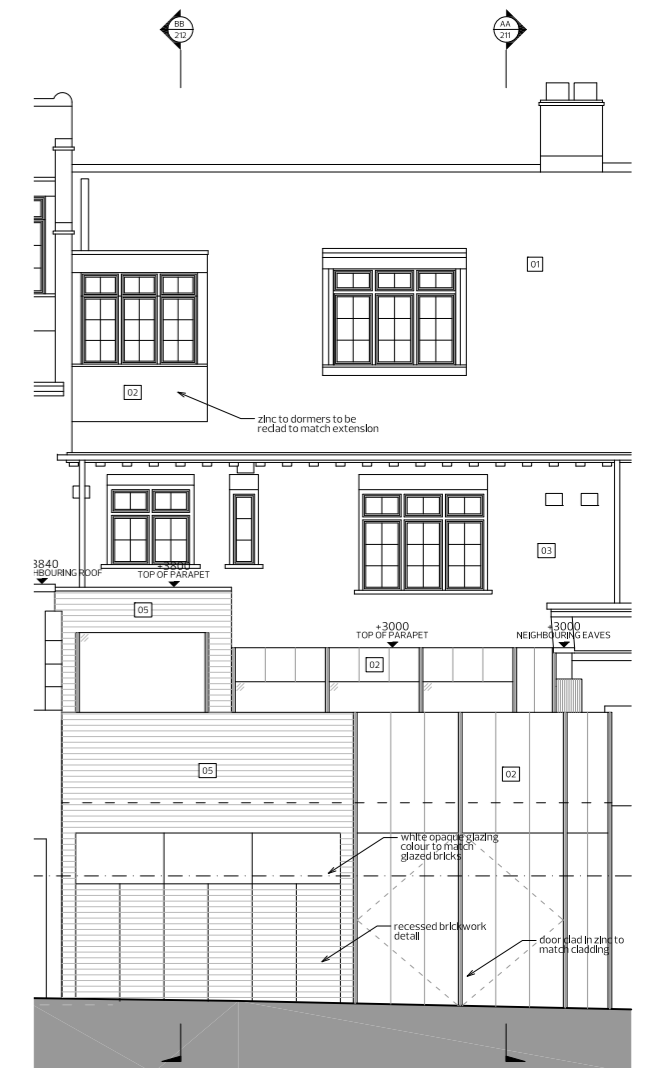 BB
212
AA
211
01
02
zinc to dormers to be
reclad to match extension
03
3840
HBOURING ROOF
+3800
TOP OF PARAPET
05
+3000
TOP OF PARAPET
+3000
NEIGHBOURING EAVES
02
05
02
white opaque glazing
colour to match
glazed bricks
recessed brickwork
detail
door clad in zinc to
match cladding